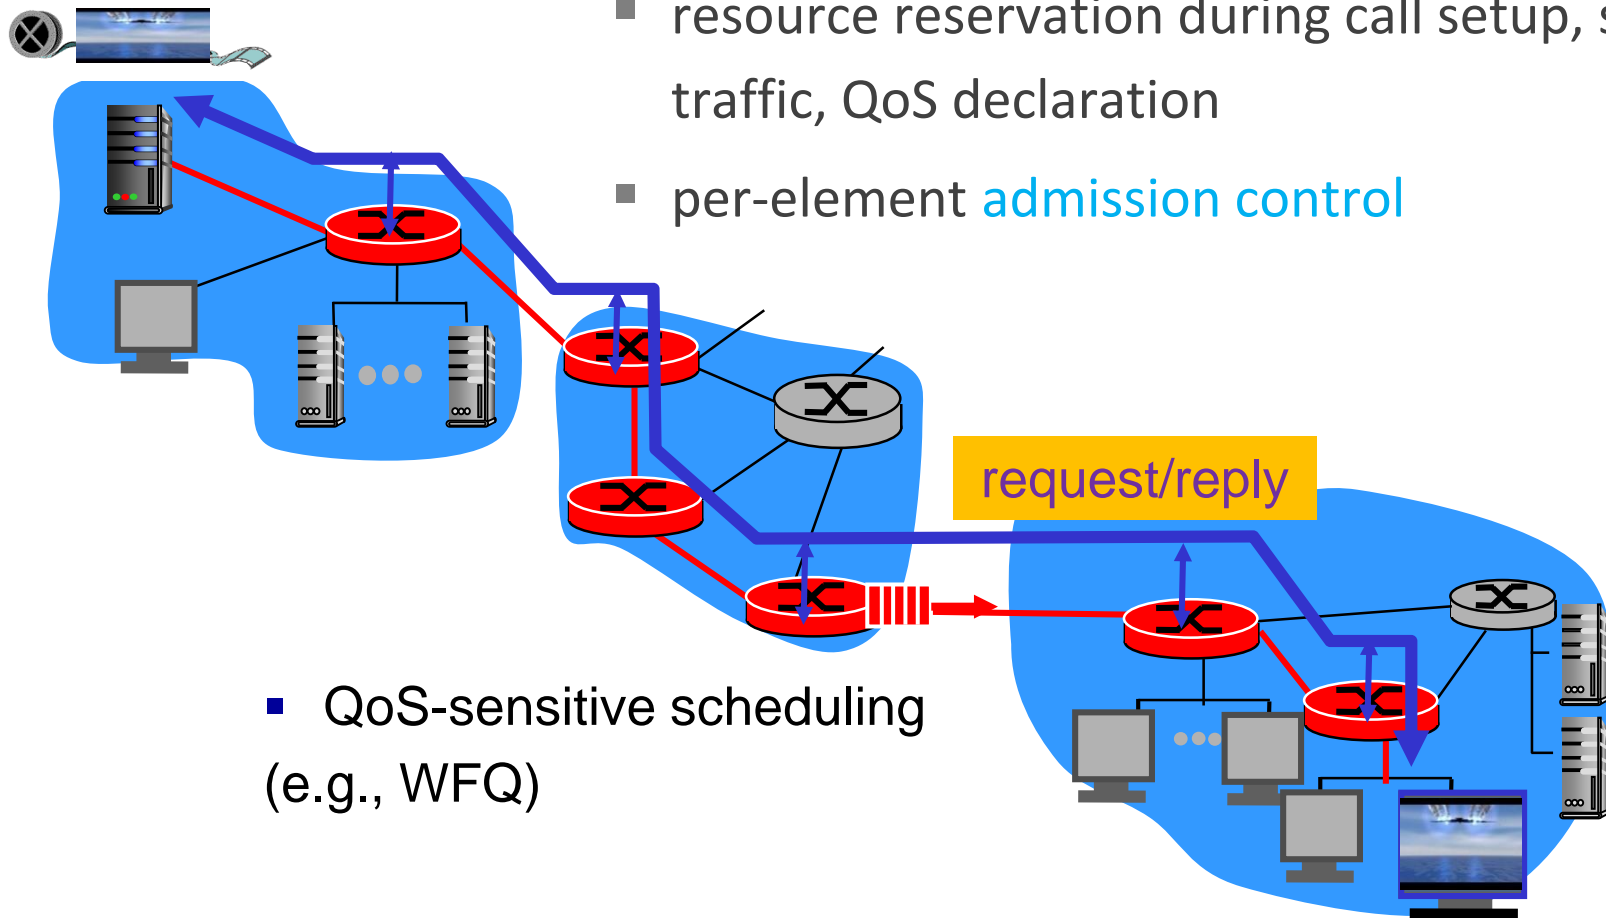 ▪ resource reservation during call setup,
traffic, QoS declaration
▪ per-element admission control
request/reply
▪ QoS-sensitive scheduling
(e.g., WFQ)